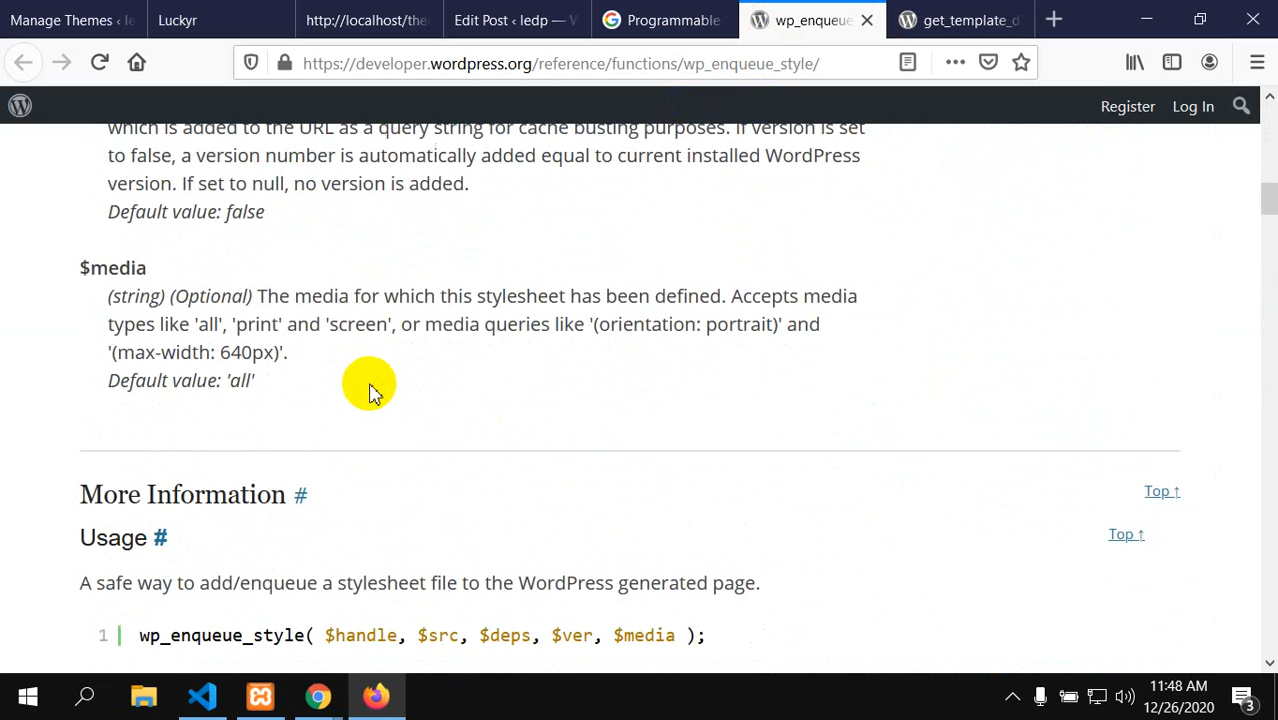 Manage Themes ‹ le
Luckyr
http://localhost/the
Edit Post ‹ ledp — W
Programmable
wp_enqueue
get_template_d
https://developer.wordpress.org/reference/functions/wp_enqueue_style/
Register Log In
which is added to the URL as a query string for cache busting purposes. If version is set
to false, a version number is automatically added equal to current installed WordPress
version. If set to null, no version is added.
Default value: false
$media
(string) (Optional) The media for which this stylesheet has been defined. Accepts media
types like 'all', 'print' and 'screen', or media queries like '(orientation: portrait)' and
'(max-width: 640px)'.
Default value: 'all'
More Information #
Top ↑
Usage #
Top ↑
A safe way to add/enqueue a stylesheet file to the WordPress generated page.
1 wp_enqueue_style( $handle, $src, $deps, $ver, $media );
11:48 AM
12/26/2020
3